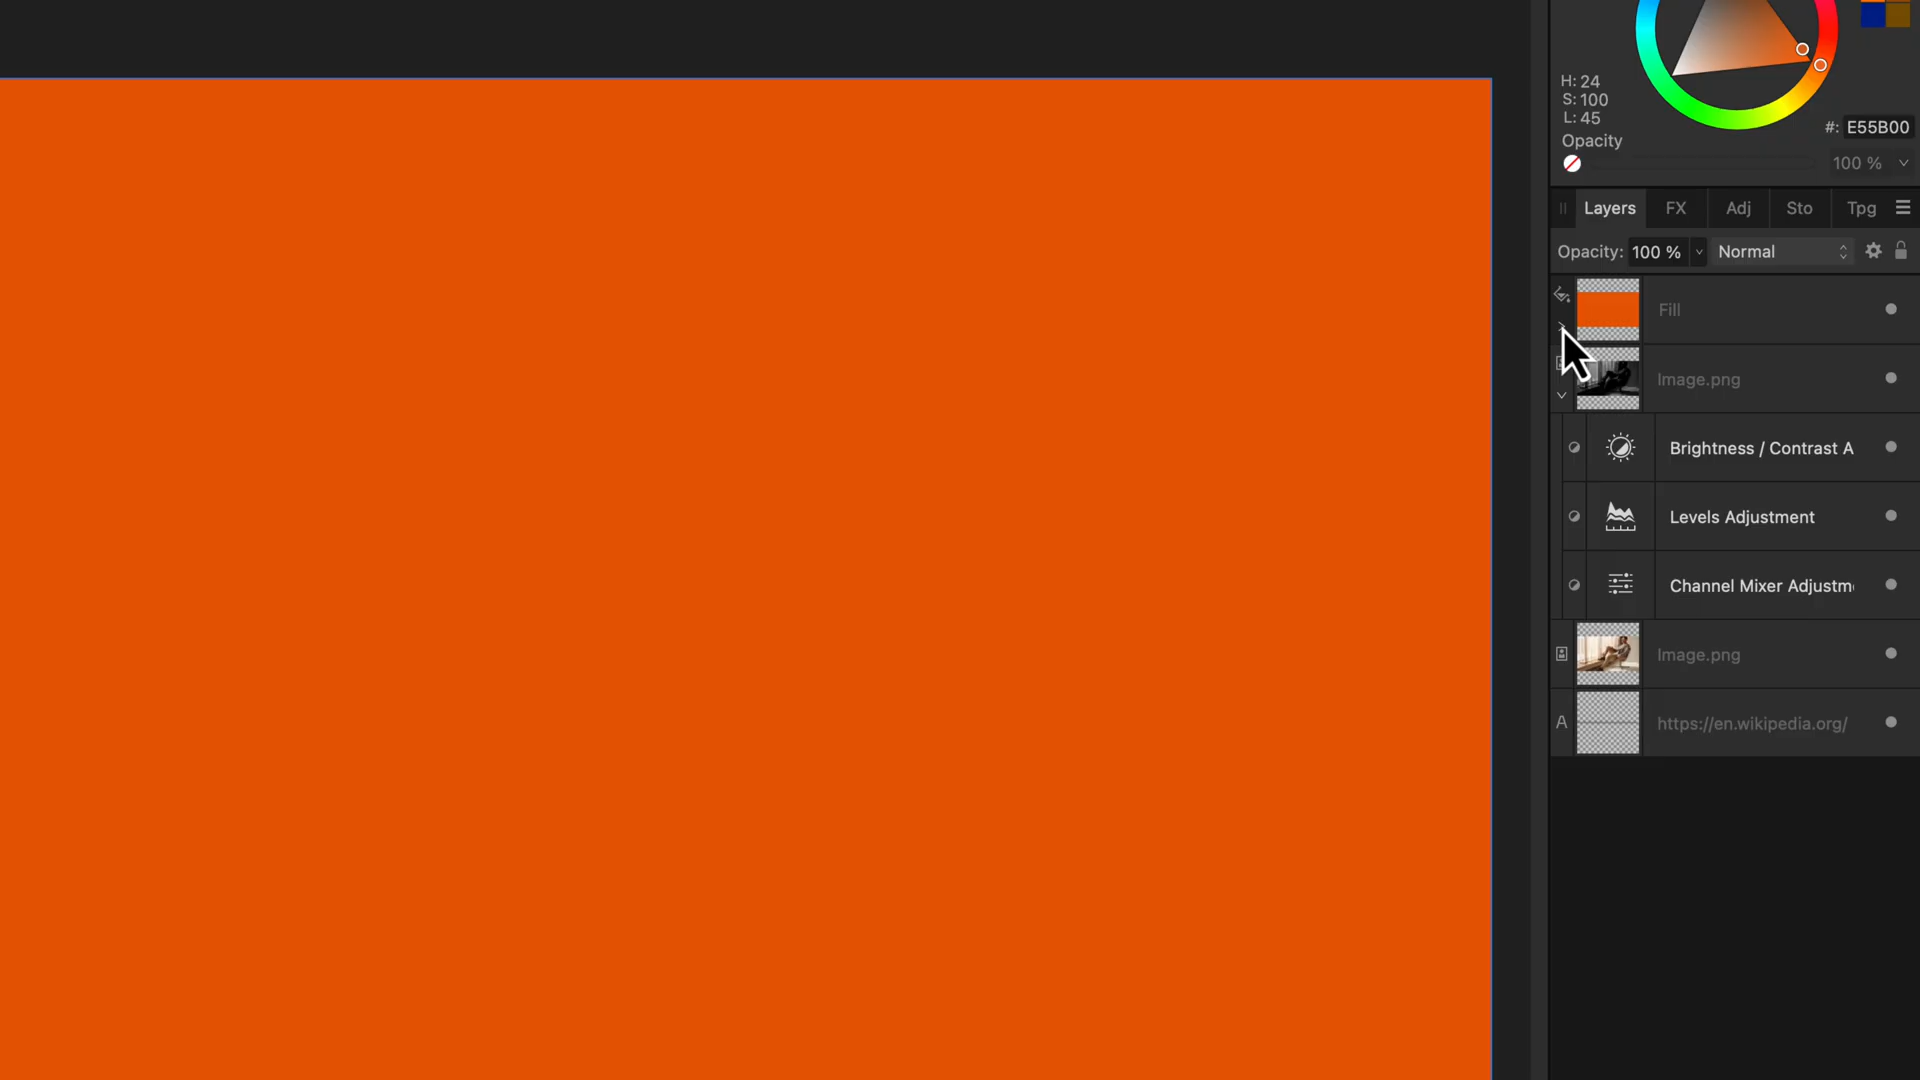 H: 24
S: 100
L: 45
#: E55B00
Opacity
100 %
Layers FX Adj Sto Tpg
Opacity: 100 % Normal
Fill
Image.png
Brightness / Contrast A
Levels Adjustment
Channel Mixer Adjustm
Image.png
A https://en.wikipedia.org/